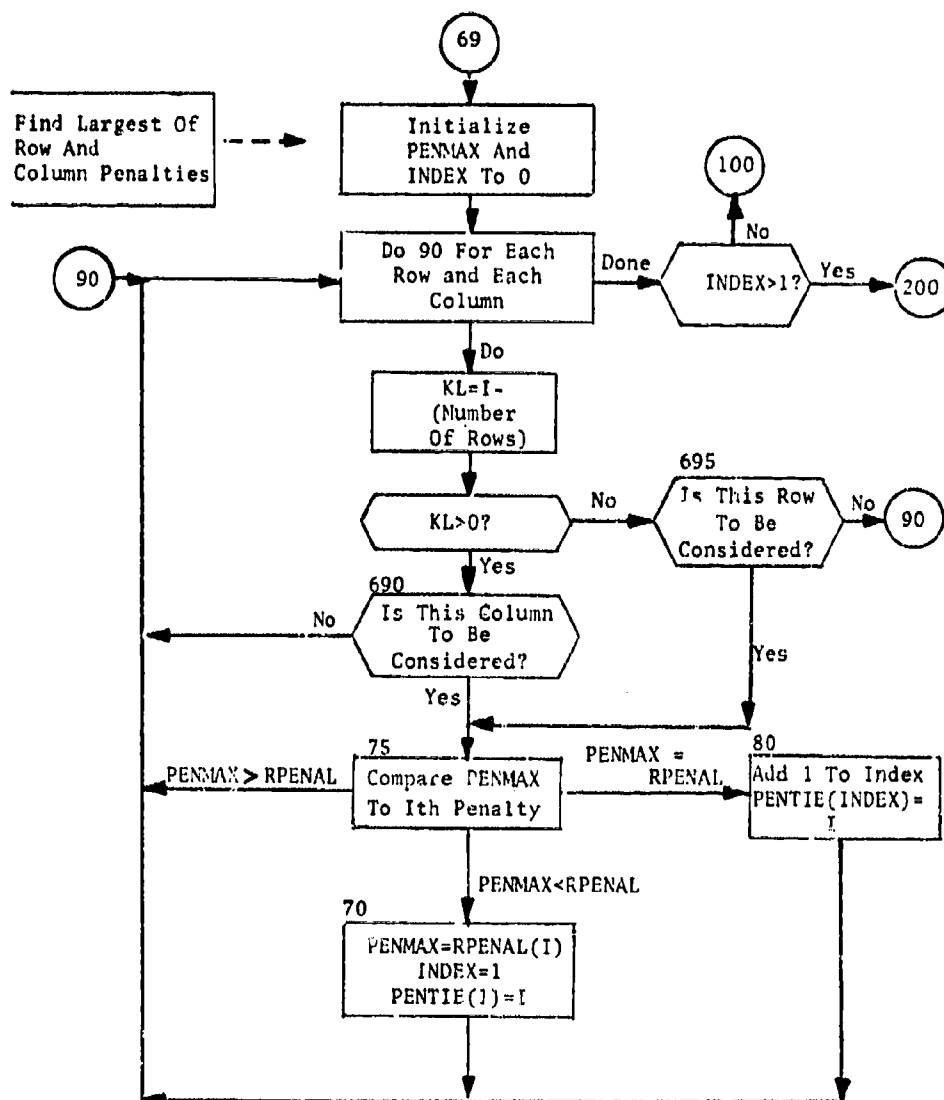 69
Find Largest Of
Row And
Column Penalties
Initialize
PENMAX And
INDEX To 0
100
No
90
Do 90 For Each
Row and Each
Column
Done
INDEX>1?
Yes
200
Do
KL=I-
(Number
Of Rows)
695
KL>0?
No
Is This Row
To Be
Considered?
No
90
Yes
690
No
Is This Column
To Be
Considered?
Yes
Yes
75
PENMAX > RPENAL
Compare PENMAX
To Ith Penalty
PENMAX =
RPENAL
80
Add 1 To Index
PENTIE(INDEX)=
I
PENMAX<RPENAL
70
PENMAX=RPENAL(I)
INDEX=1
PENTIE(1)=I